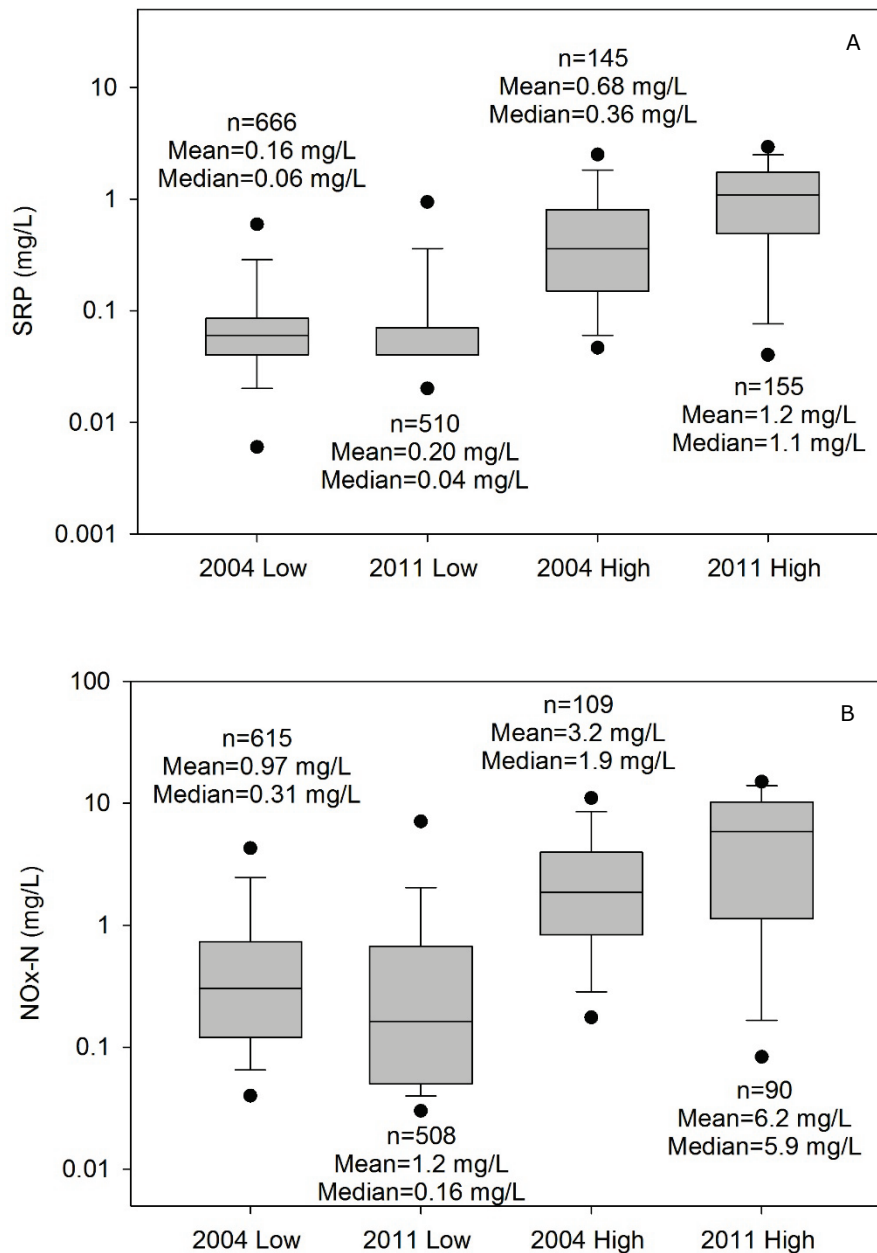 A
10
1
0.1
0.01
0.001
SRP (mg/L)
n=666
Mean=0.16 mg/L
Median=0.06 mg/L
n=510
Mean=0.20 mg/L
Median=0.04 mg/L
n=145
Mean=0.68 mg/L
Median=0.36 mg/L
n=155
Mean=1.2 mg/L
Median=1.1 mg/L
2004 Low
2011 Low
2004 High
2011 High
B
100
10
1
0.1
0.01
NOx-N (mg/L)
n=615
Mean=0.97 mg/L
Median=0.31 mg/L
n=508
Mean=1.2 mg/L
Median=0.16 mg/L
n=109
Mean=3.2 mg/L
Median=1.9 mg/L
n=90
Mean=6.2 mg/L
Median=5.9 mg/L
2004 Low
2011 Low
2004 High
2011 High